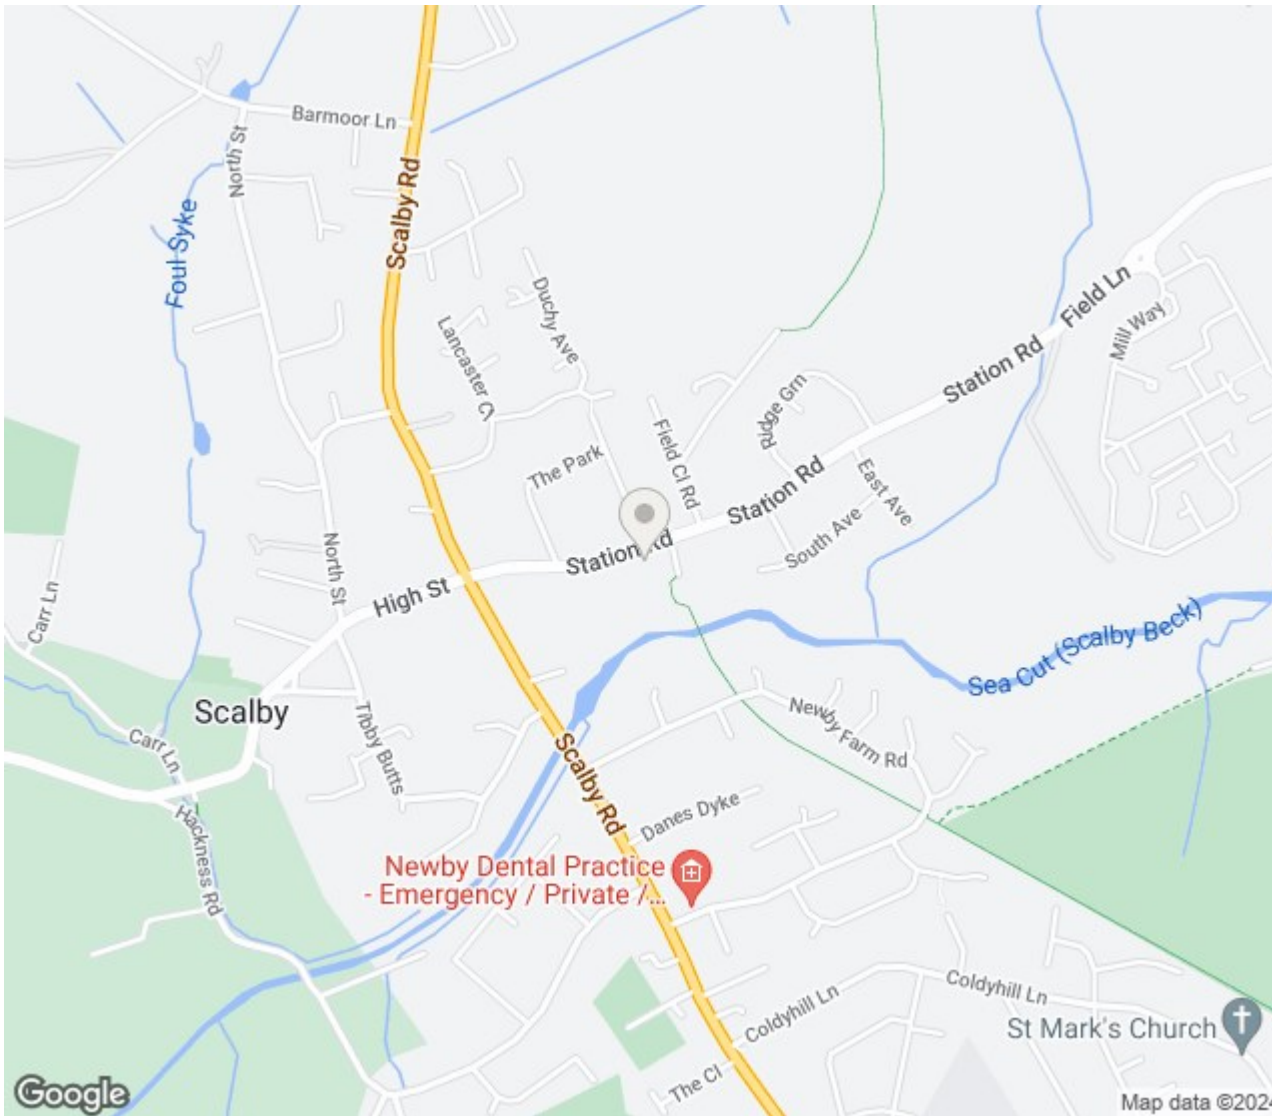 Barmoor Ln
North St
Scalby Rd
Foul Syke
Duchy Ave
Lancaster
Field Ln
Mill Way
Station Rd
Ridge Grn
Field Cl Rd
The Park
Station Rd
East Ave
South Ave
Station Rd
North St
High St
Carr Ln
Sea Cut (Scalby Beck)
Scalby
Tibby Butts
Newby Farm Rd
Carr Ln
Scalby Rd
Danes Dyke
Hackness Rd
Newby Dental Practice
- Emergency / Private /...
Coldyhill Ln
Coldyhill Ln
St Mark's Church
The Cl
Google
Map data ©2024